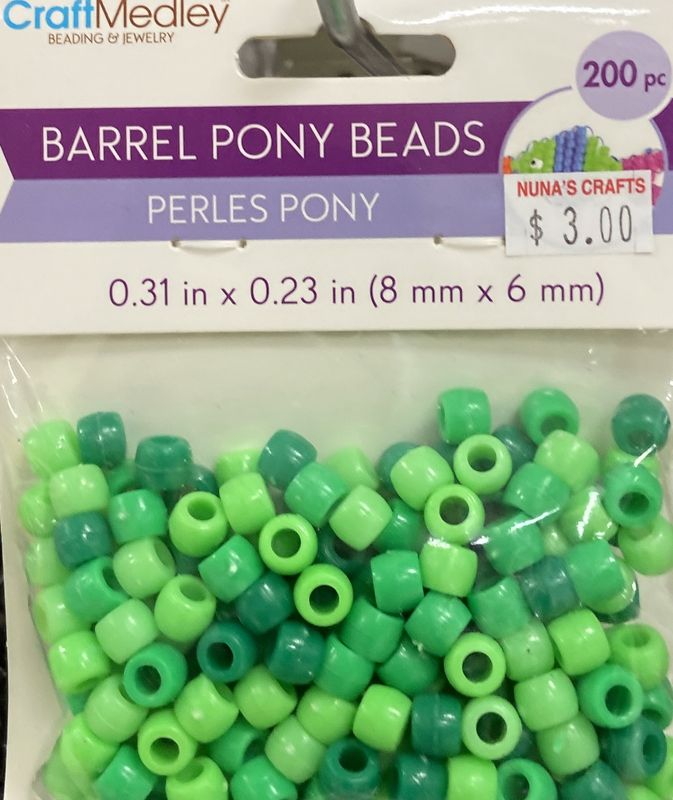 CraftMedley
BEADING & JEWELRY
200 pc
BARREL PONY BEADS
PERLES PONY
NUNA'S CRAFTS
$ 3.00
0.31 in x 0.23 in (8 mm x 6 mm)